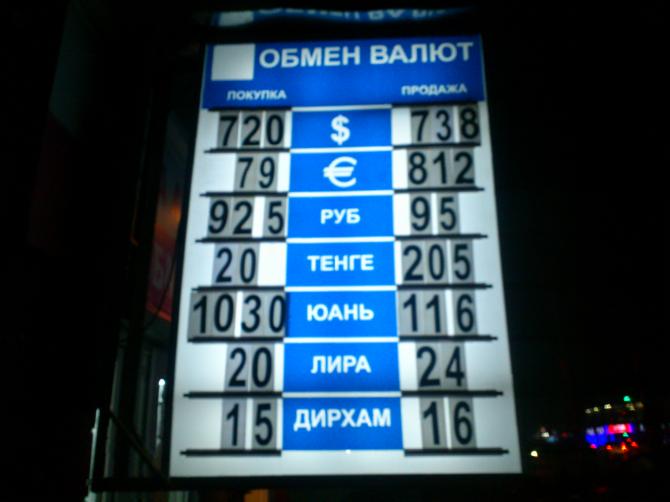 ОБМЕН ВАЛЮТ
ПОКУПКА ПРОДАЖА
720 $ 738
79 € 812
925 РУБ 95
20 ТЕНГЕ 205
1030 ЮАНЬ 116
20 ЛИРА 24
15 ДИРХАМ 16